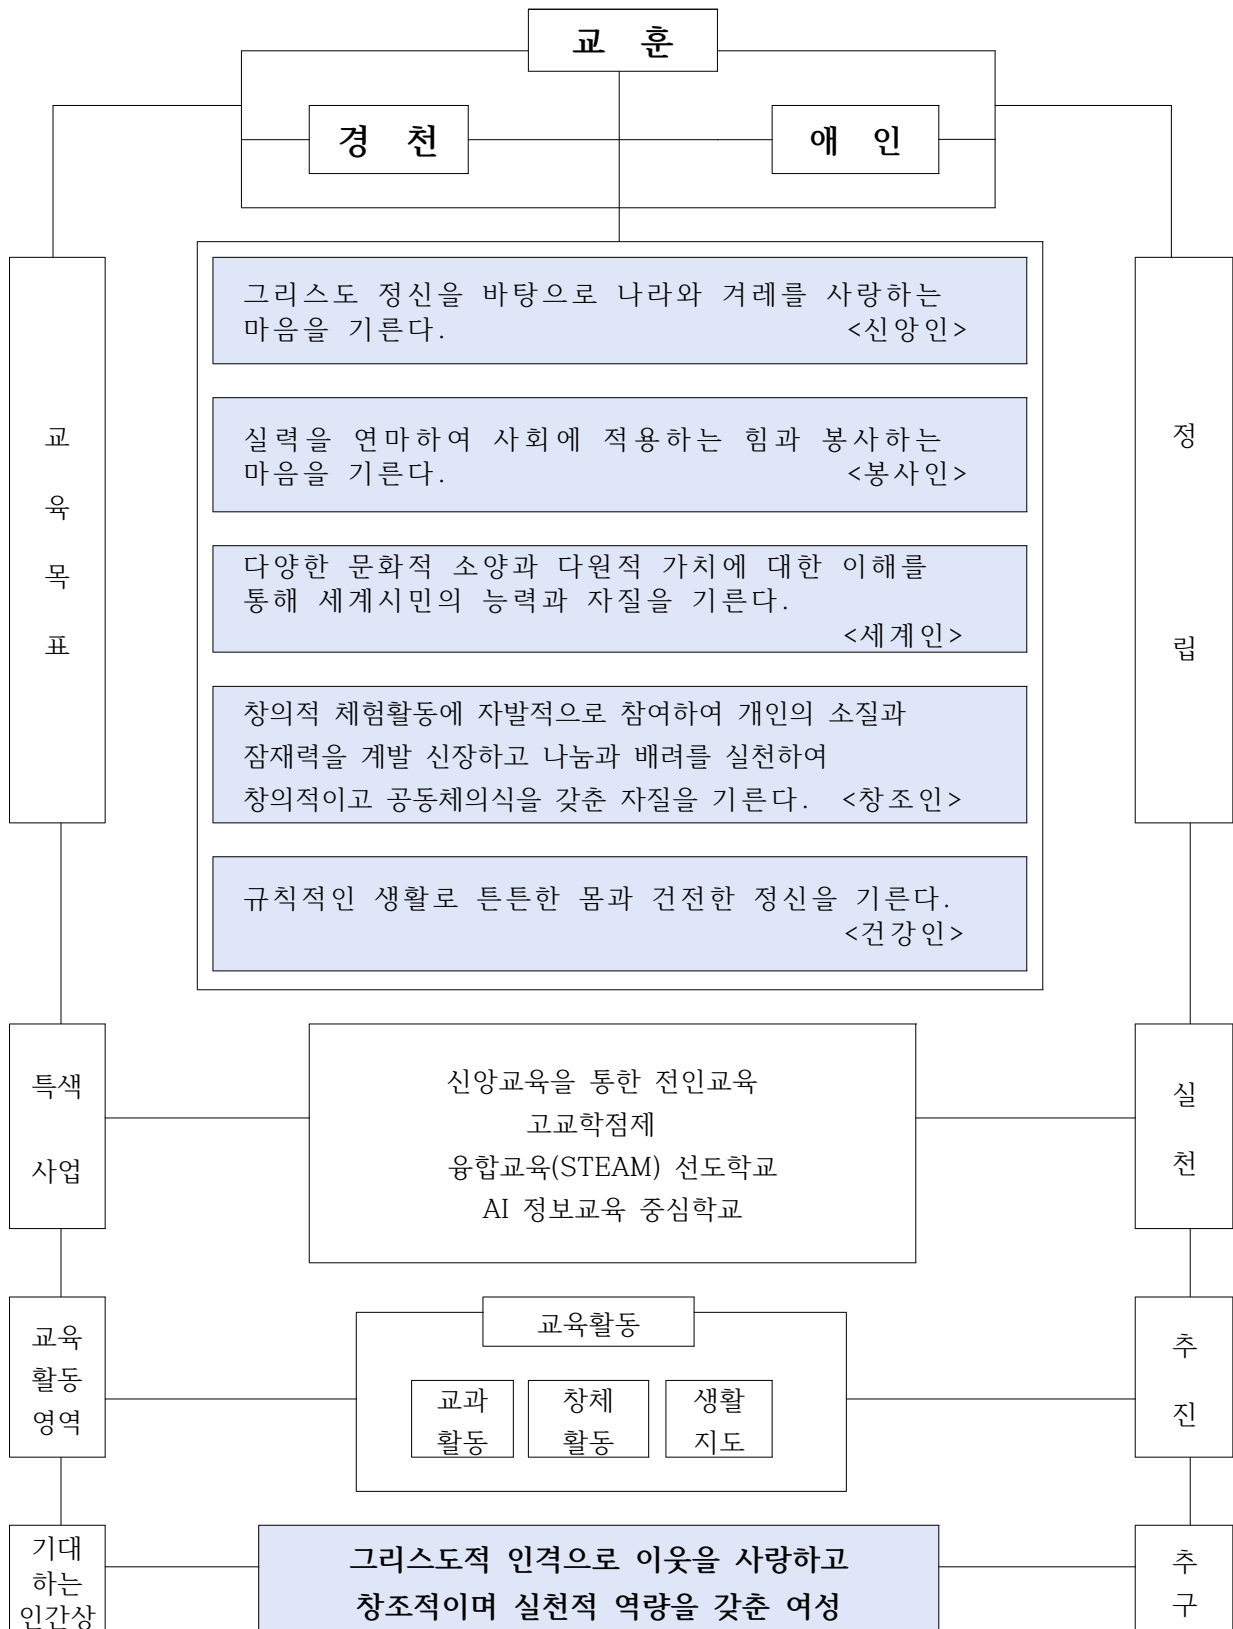 교 훈
경 천
애 인
교
육
목
표
그리스도 정신을 바탕으로 나라와 겨레를 사랑하는
마음을 기른다. <신앙인>
실력을 연마하여 사회에 적용하는 힘과 봉사하는
마음을 기른다. <봉사인>
다양한 문화적 소양과 다원적 가치에 대한 이해를
통해 세계시민의 능력과 자질을 기른다.
<세계인>
창의적 체험활동에 자발적으로 참여하여 개인의 소질과
잠재력을 계발 신장하고 나눔과 배려를 실천하여
창의적이고 공동체의식을 갖춘 자질을 기른다. <창조인>
규칙적인 생활로 튼튼한 몸과 건전한 정신을 기른다.
<건강인>
정
립
특색
사업
신앙교육을 통한 전인교육
고교학점제
융합교육(STEAM) 선도학교
AI 정보교육 중심학교
실
천
교육
활동
영역
교육활동
교과
활동
창체
활동
생활
지도
추
진
기대
하는
인간상
그리스도적 인격으로 이웃을 사랑하고
창조적이며 실천적 역량을 갖춘 여성
추
구